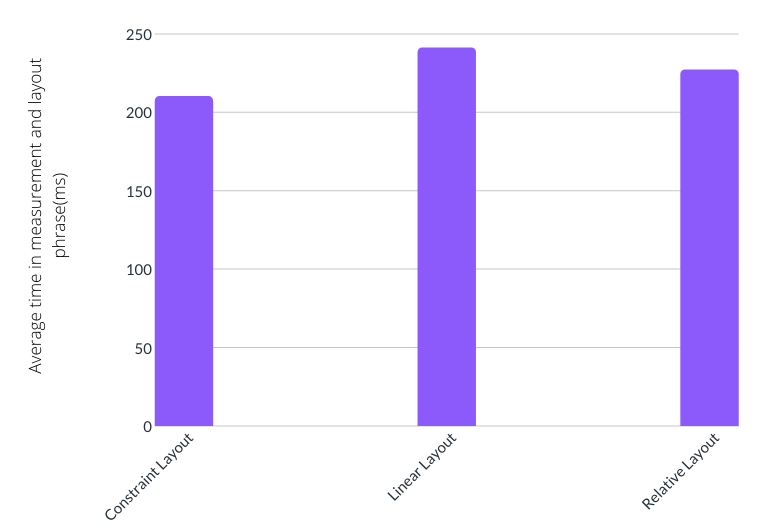 Average time in measurement and layout
phrase(ms)
250
200
150
100
50
0
Constraint Layout
Linear Layout
Relative Layout